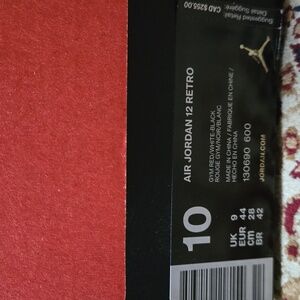 AIR JORDAN 12 RETRO
GYM RED/WHITE-BLACK
ROUGE GYM/NOIR/BLANC
MADE IN CHINA / FABRIQUE EN CHINE /
HECHO EN CHINA
130690 600
JORDAN.COM
Suggested Retail
CAD $255.00
10
UK 9
EUR 44
cm 28
BR 42